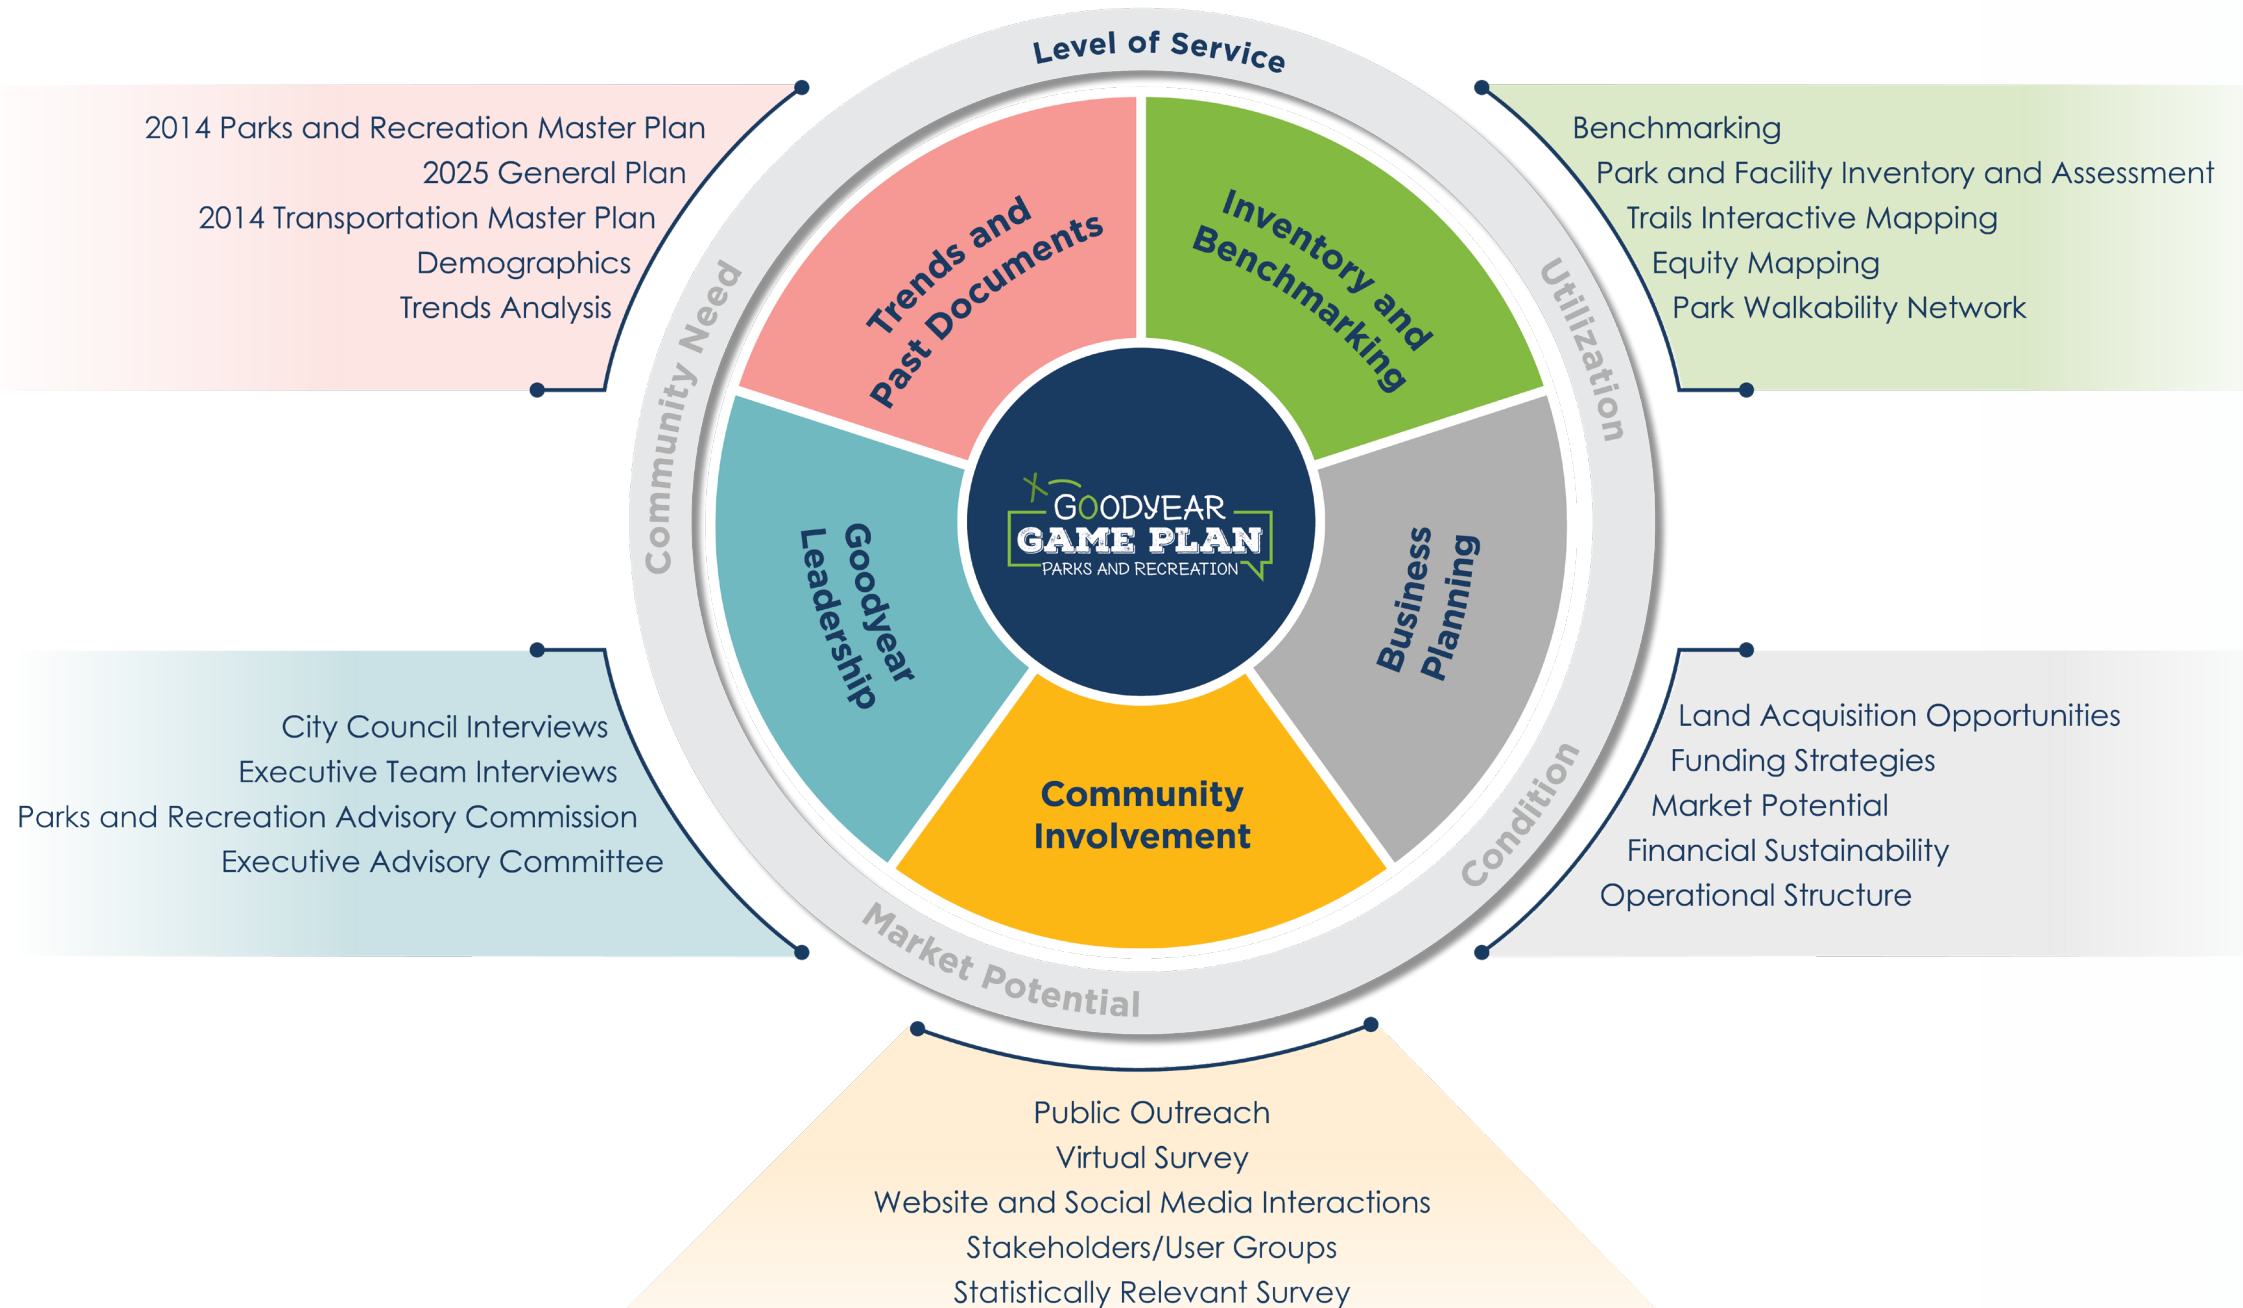 Level of Service
2014 Parks and Recreation Master Plan
2025 General Plan
2014 Transportation Master Plan
Demographics
Trends Analysis
Benchmarking
Park and Facility Inventory and Assessment
Trails Interactive Mapping
Equity Mapping
Park Walkability Network
Community Need
Trends and
Past Documents
Inventory and
Benchmarking
Utilization
GOODYEAR
GAME PLAN
PARKS AND RECREATION
Goodyear
Leadership
Business
Planning
City Council Interviews
Executive Team Interviews
Parks and Recreation Advisory Commission
Executive Advisory Committee
Community
Involvement
Land Acquisition Opportunities
Funding Strategies
Market Potential
Financial Sustainability
Operational Structure
Condition
Market Potential
Public Outreach
Virtual Survey
Website and Social Media Interactions
Stakeholders/User Groups
Statistically Relevant Survey